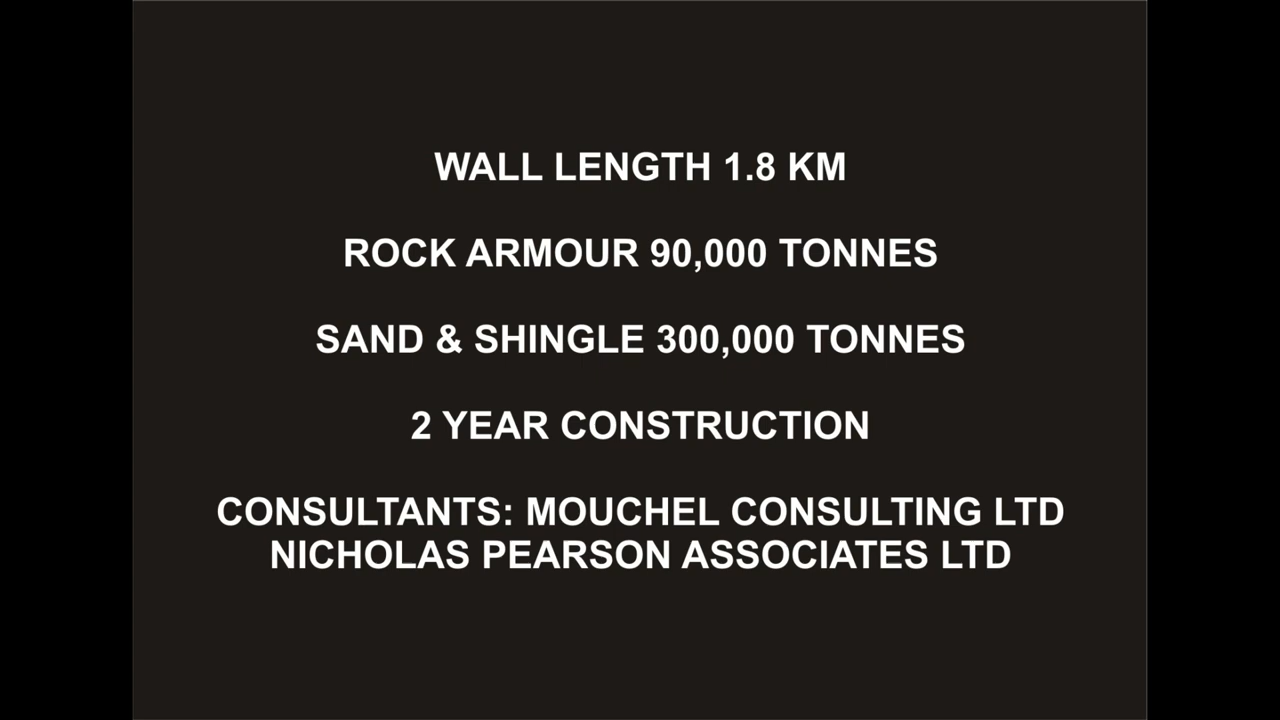 WALL LENGTH 1.8 KM
ROCK ARMOUR 90,000 TONNES
SAND & SHINGLE 300,000 TONNES
2 YEAR CONSTRUCTION
CONSULTANTS: MOUCHEL CONSULTING LTD
NICHOLAS PEARSON ASSOCIATES LTD